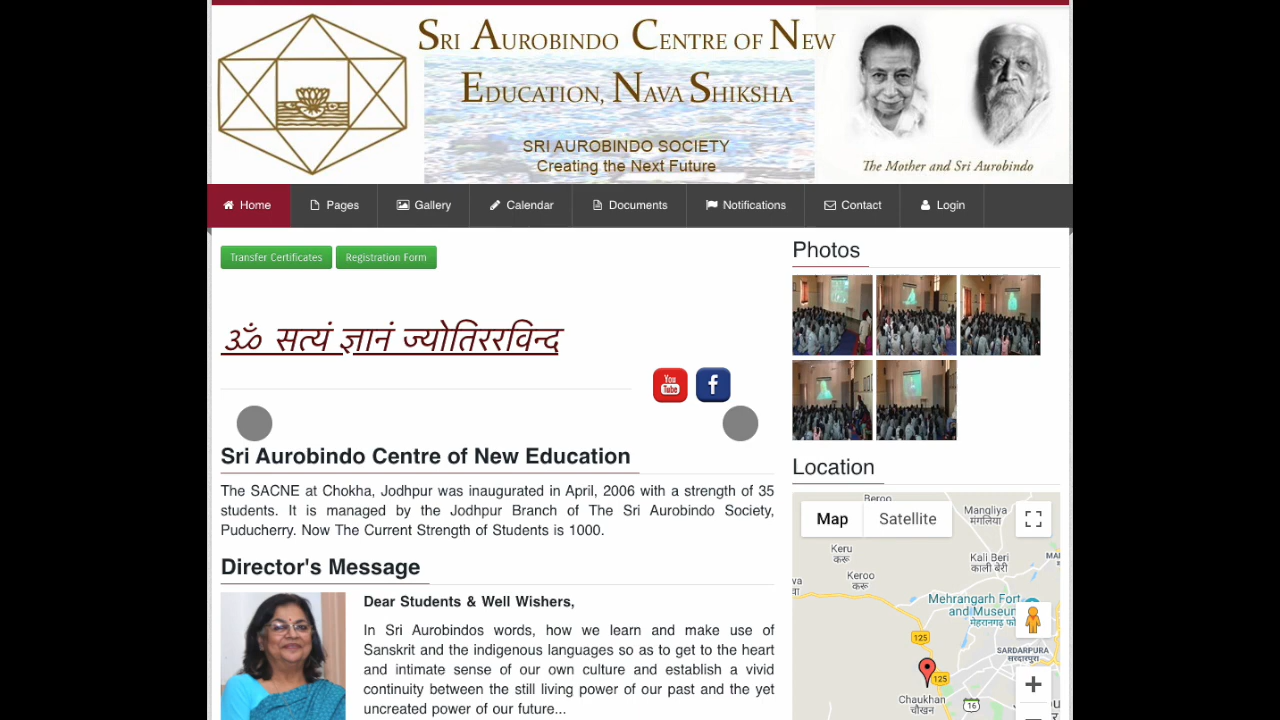 SRI AUROBINDO CENTRE OF NEW
EDUCATION, NAVA SHIKSHA
SRI AUROBINDO SOCIETY
Creating the Next Future
The Mother and Sri Aurobindo
Home Pages Gallery Calendar Documents Notifications Contact Login
Transfer Certificates Registration Form
ॐ सत्यं ज्ञानं ज्योतिररविन्द
You
Tube
f
Sri Aurobindo Centre of New Education
The SACNE at Chokha, Jodhpur was inaugurated in April, 2006 with a strength of 35
students. It is managed by the Jodhpur Branch of The Sri Aurobindo Society,
Puducherry. Now The Current Strength of Students is 1000.
Director's Message
Dear Students & Well Wishers,
In Sri Aurobindos words, how we learn and make use of
Sanskrit and the indigenous languages so as to get to the heart
and intimate sense of our own culture and establish a vivid
continuity between the still living power of our past and the yet
uncreated power of our future...
Photos
Location
Beroo
Map Satellite
Mangliya
मंगलिया
Keru
करू
Kali Beri
काली बेरी
Keroo
करू
Mehrangarh Fort
and Museum
125
SARDARPURA
सरदारपुरा
125
Chaukhan
चौखन
16